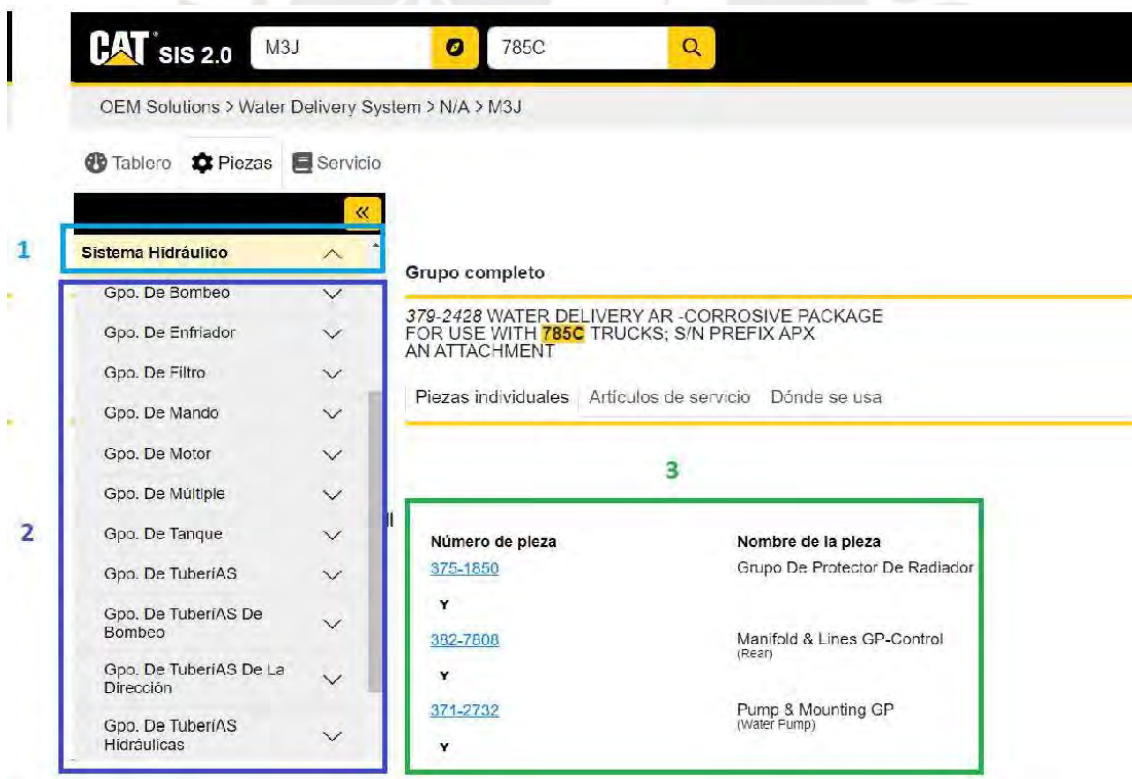 CAT SIS 2.0 M3J 785C
OEM Solutions > Water Delivery System > N/A > M3J
Tablero Piezas Servicio
1
Sistema Hidráulico
2
Gpo. De Bombeo
Gpo. De Enfriador
Gpo. De Filtro
Gpo. De Mando
Gpo. De Motor
Gpo. De Múltiple
Gpo. De Tanque
Gpo. De TuberíAS
Gpo. De TuberíAS De
Bombeo
Gpo. De TuberíAS De La
Dirección
Gpo. De TuberíAS
Hidráulicas
Grupo completo
379-2428 WATER DELIVERY AR -CORROSIVE PACKAGE
FOR USE WITH 785C TRUCKS; S/N PREFIX APX
AN ATTACHMENT
Piezas individuales Artículos de servicio Dónde se usa
3
Número de pieza Nombre de la pieza
375-1850 Grupo De Protector De Radiador
Y
382-7808 Manifold & Lines GP-Control
(Rear)
Y
371-2732 Pump & Mounting GP
(Water Pump)
Y